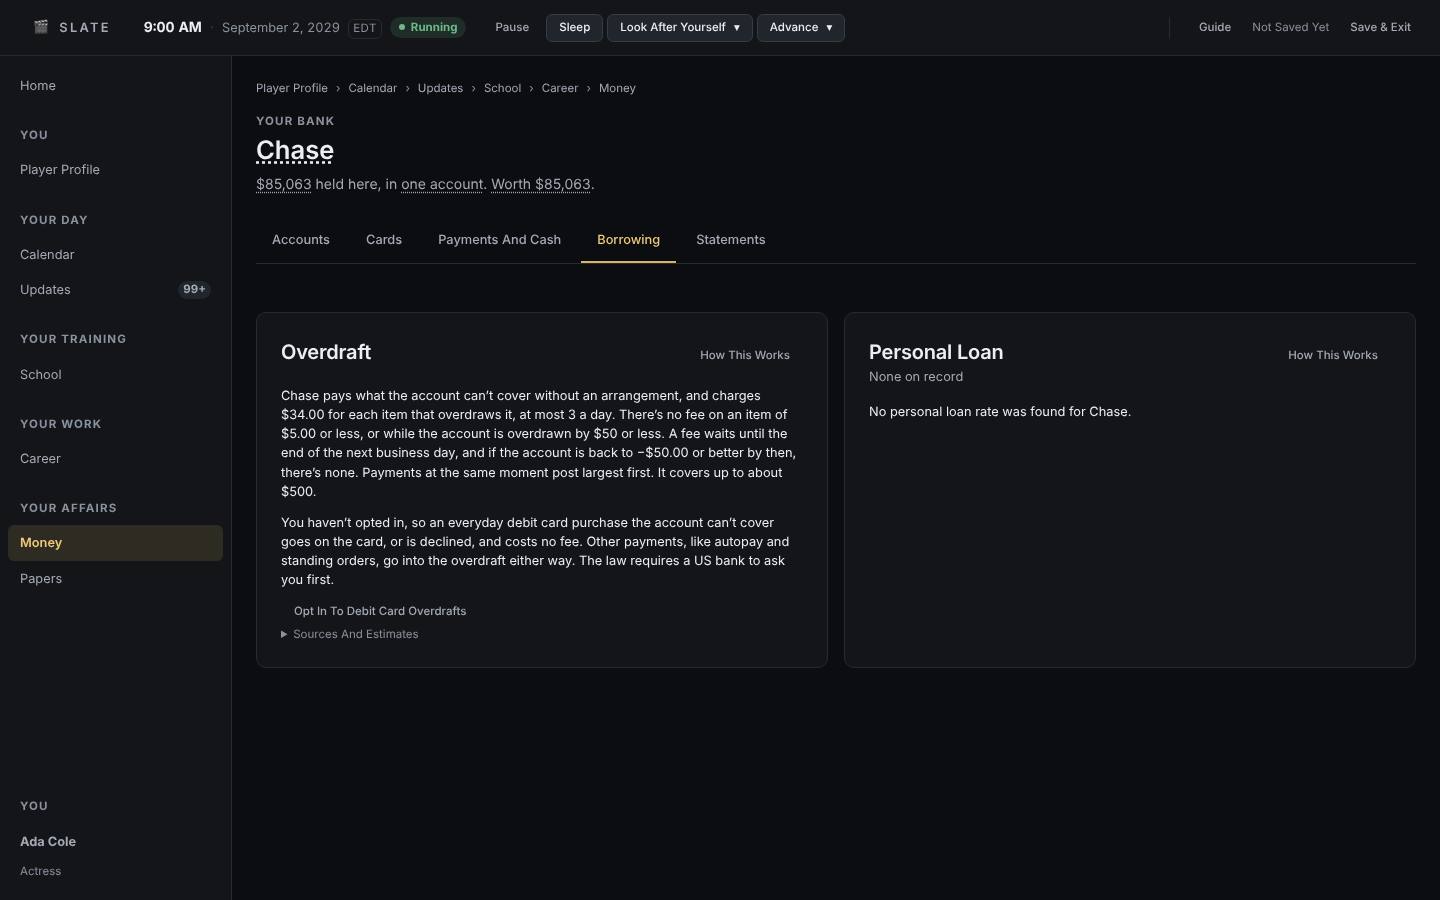 SLATE
9:00 AM · September 2, 2029 EDT Running
Pause
Sleep
Look After Yourself ▾
Advance ▾
Guide
Not Saved Yet
Save & Exit
Home
YOU
Player Profile
YOUR DAY
Calendar
Updates 99+
YOUR TRAINING
School
YOUR WORK
Career
YOUR AFFAIRS
Money
Papers
YOU
Ada Cole
Actress
Player Profile › Calendar › Updates › School › Career › Money
YOUR BANK
Chase
$85,063 held here, in one account. Worth $85,063.
Accounts
Cards
Payments And Cash
Borrowing
Statements
Overdraft
How This Works
Chase pays what the account can’t cover without an arrangement, and charges
$34.00 for each item that overdraws it, at most 3 a day. There’s no fee on an item of
$5.00 or less, or while the account is overdrawn by $50 or less. A fee waits until the
end of the next business day, and if the account is back to −$50.00 or better by then,
there’s none. Payments at the same moment post largest first. It covers up to about
$500.
You haven’t opted in, so an everyday debit card purchase the account can’t cover
goes on the card, or is declined, and costs no fee. Other payments, like autopay and
standing orders, go into the overdraft either way. The law requires a US bank to ask
you first.
Opt In To Debit Card Overdrafts
▶ Sources And Estimates
Personal Loan
How This Works
None on record
No personal loan rate was found for Chase.